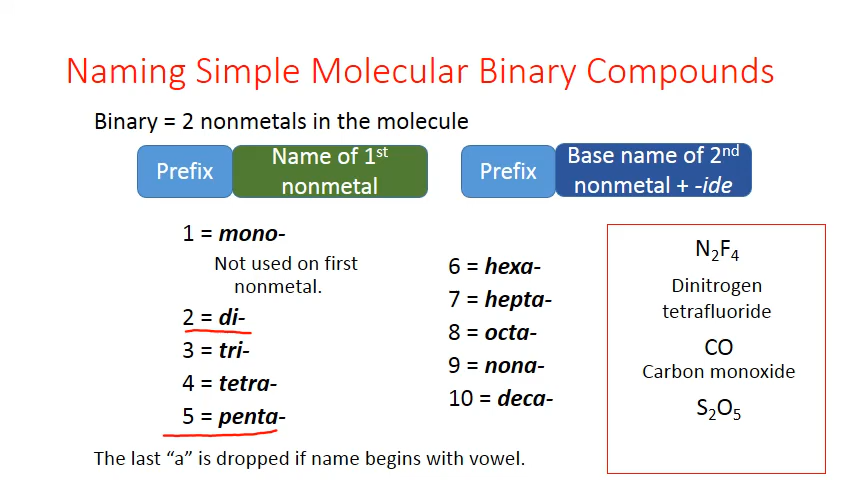 Naming Simple Molecular Binary Compounds
Binary = 2 nonmetals in the molecule
Prefix
Name of 1st
nonmetal
Prefix
Base name of 2nd
nonmetal + -ide
1 = mono-
Not used on first
nonmetal.
2 = di-
3 = tri-
4 = tetra-
5 = penta-
6 = hexa-
7 = hepta-
8 = octa-
9 = nona-
10 = deca-
N₂F₄
Dinitrogen
tetrafluoride
CO
Carbon monoxide
S₂O₅
The last “a” is dropped if name begins with vowel.